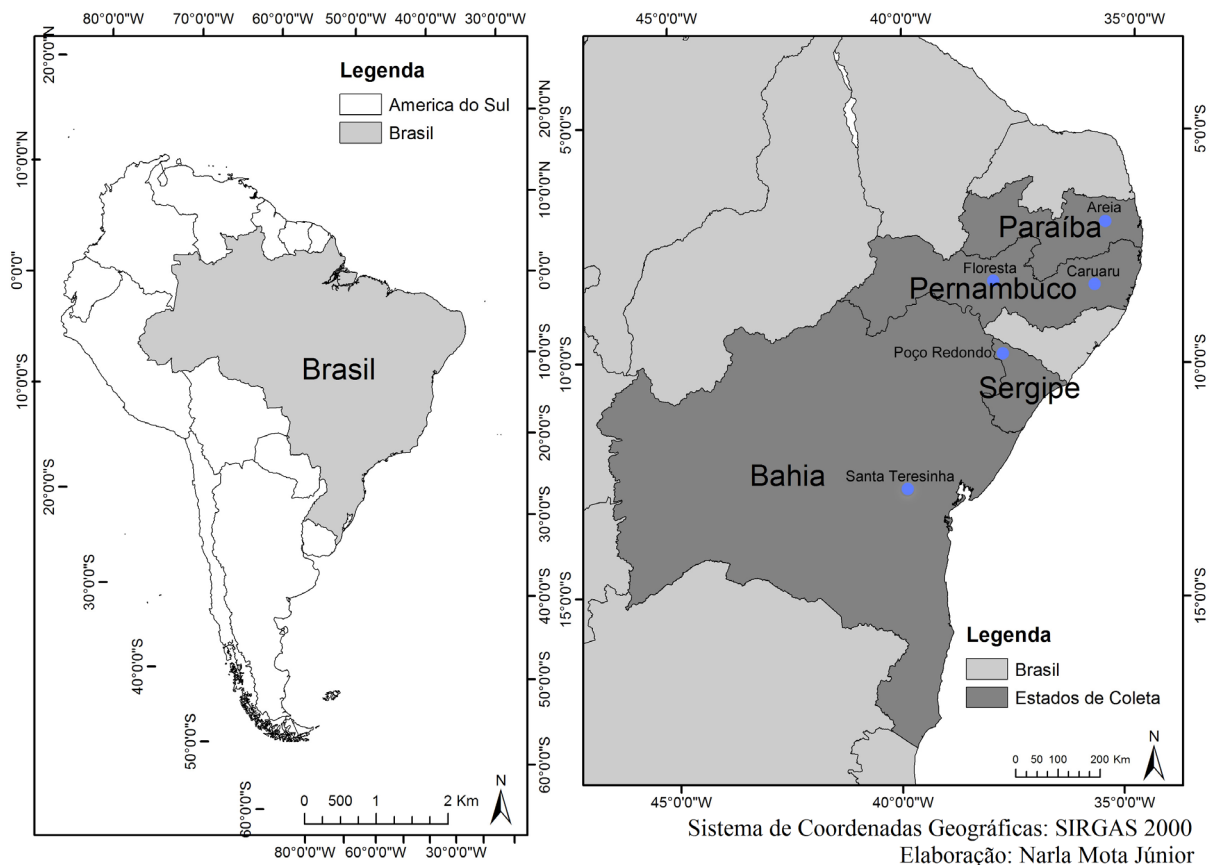 80°0'0"W 70°0'0"W 60°0'0"W 50°0'0"W 40°0'0"W 30°0'0"W
20°0'0"N
10°0'0"N
0°0'0"
10°0'0"S
20°0'0"S
30°0'0"S
40°0'0"S
50°0'0"S
60°0'0"S
Legenda
America do Sul
Brasil
Brasil
20°0'0"N
10°0'0"N
0°0'0"
10°0'0"S
20°0'0"S
30°0'0"S
40°0'0"S
50°0'0"S
60°0'0"S
N
0 500 1 2 Km
80°0'0"W 60°0'0"W 40°0'0"W 30°0'0"W
45°0'0"W 40°0'0"W 35°0'0"W
5°0'0"S
10°0'0"S
15°0'0"S
Areia
Paraíba
Floresta
Caruaru
Pernambuco
Poço Redondo
Sergipe
Bahia
Santa Teresinha
5°0'0"S
10°0'0"S
15°0'0"S
Legenda
Brasil
Estados de Coleta
N
0 50 100 200 Km
45°0'0"W 40°0'0"W 35°0'0"W
Sistema de Coordenadas Geográficas: SIRGAS 2000
Elaboração: Narla Mota Júnior